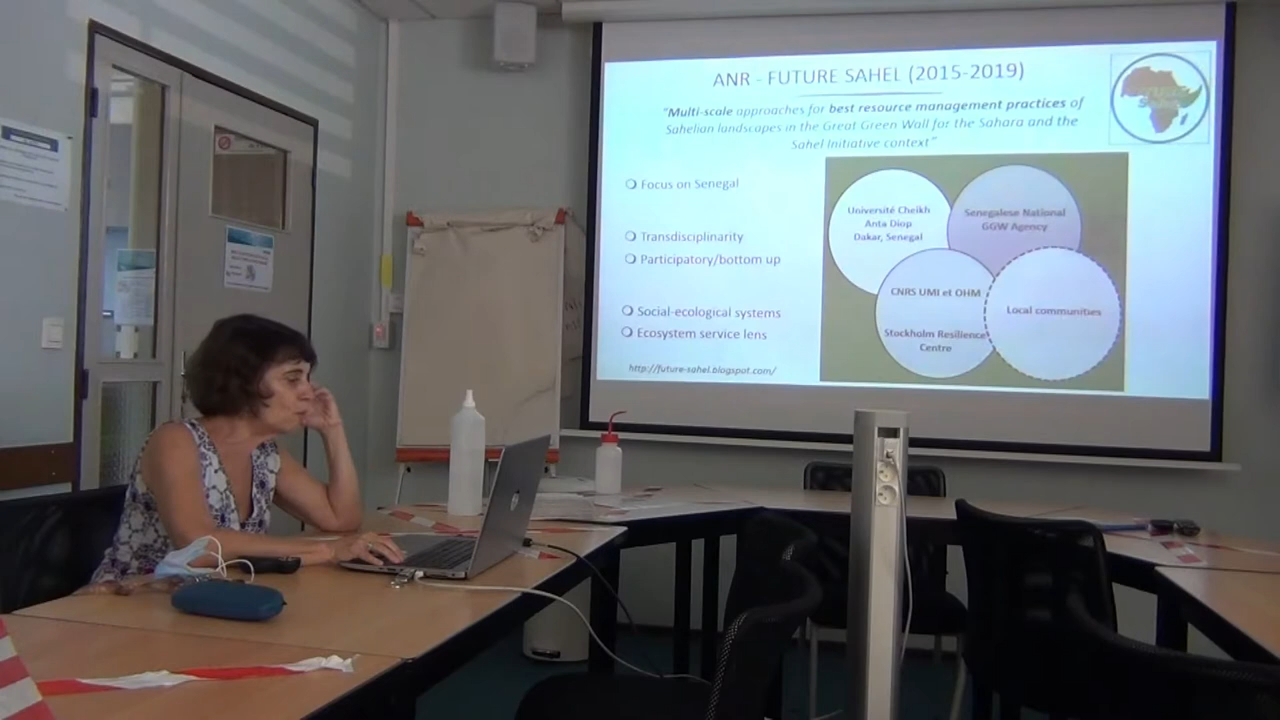 ANR - FUTURE SAHEL (2015-2019)
"Multi-scale approaches for best resource management practices of
Sahelian landscapes in the Great Green Wall for the Sahara and the
Sahel Initiative context"
Focus on Senegal
Transdisciplinarity
Participatory/bottom up
Social-ecological systems
Ecosystem service lens
http://future-sahel.blogspot.com/
Université Cheikh
Anta Diop
Dakar, Senegal
Senegalese National
GGW Agency
CNRS UMI et OHM
Stockholm Resilience
Centre
Local communities
Sahel